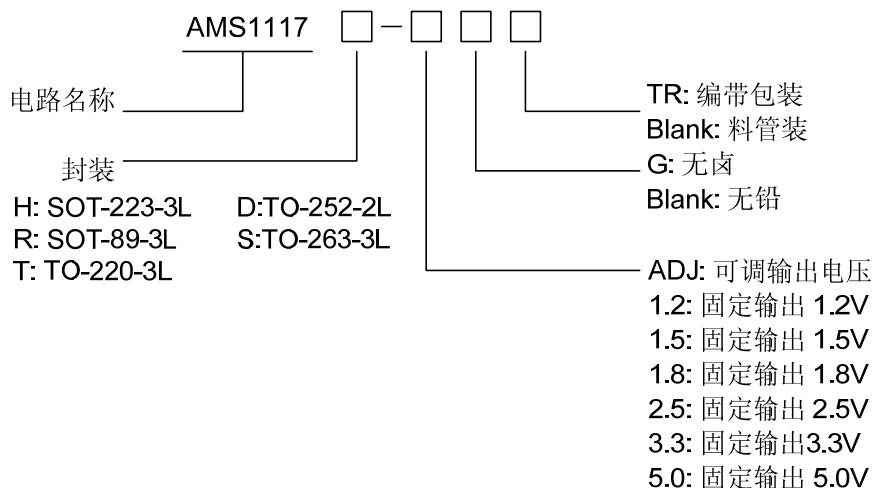 AMS1117 □-□□□
电路名称
封装
H: SOT-223-3L D:TO-252-2L
R: SOT-89-3L S:TO-263-3L
T: TO-220-3L
TR: 编带包装
Blank: 料管装
G: 无卤
Blank: 无铅
ADJ: 可调输出电压
1.2: 固定输出 1.2V
1.5: 固定输出 1.5V
1.8: 固定输出 1.8V
2.5: 固定输出 2.5V
3.3: 固定输出3.3V
5.0: 固定输出 5.0V